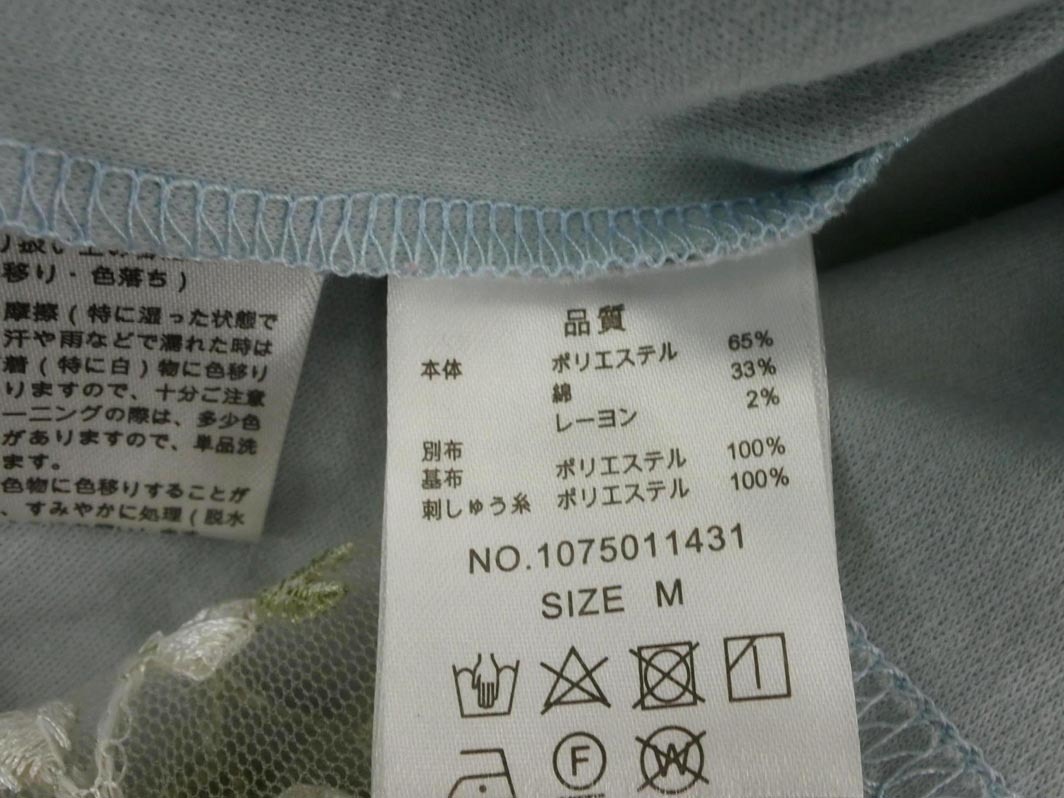 移り・色落ち)
摩擦(特に湿った状態で
汗や雨などで濡れた時は
着(特に白)物に色移り
りますので、十分ご注意
ーニングの際は、多少色
がありますので、単品洗
ます。
色物に色移りすることが
、すみやかに処理(脱水
品質
本体 ポリエステル 65%
綿 33%
レーヨン 2%
別布
基布 ポリエステル 100%
刺しゅう糸 ポリエステル 100%
NO.1075011431
SIZE M
F
W